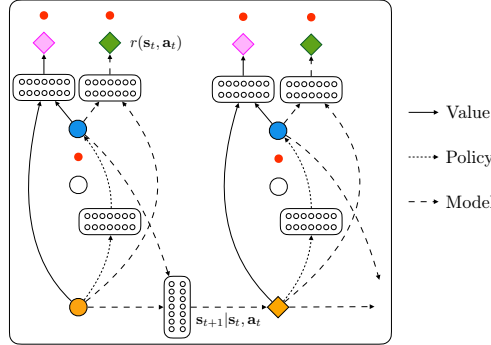 r(s_t, a_t)
Value
Policy
Model
s_{t+1}|s_t, a_t